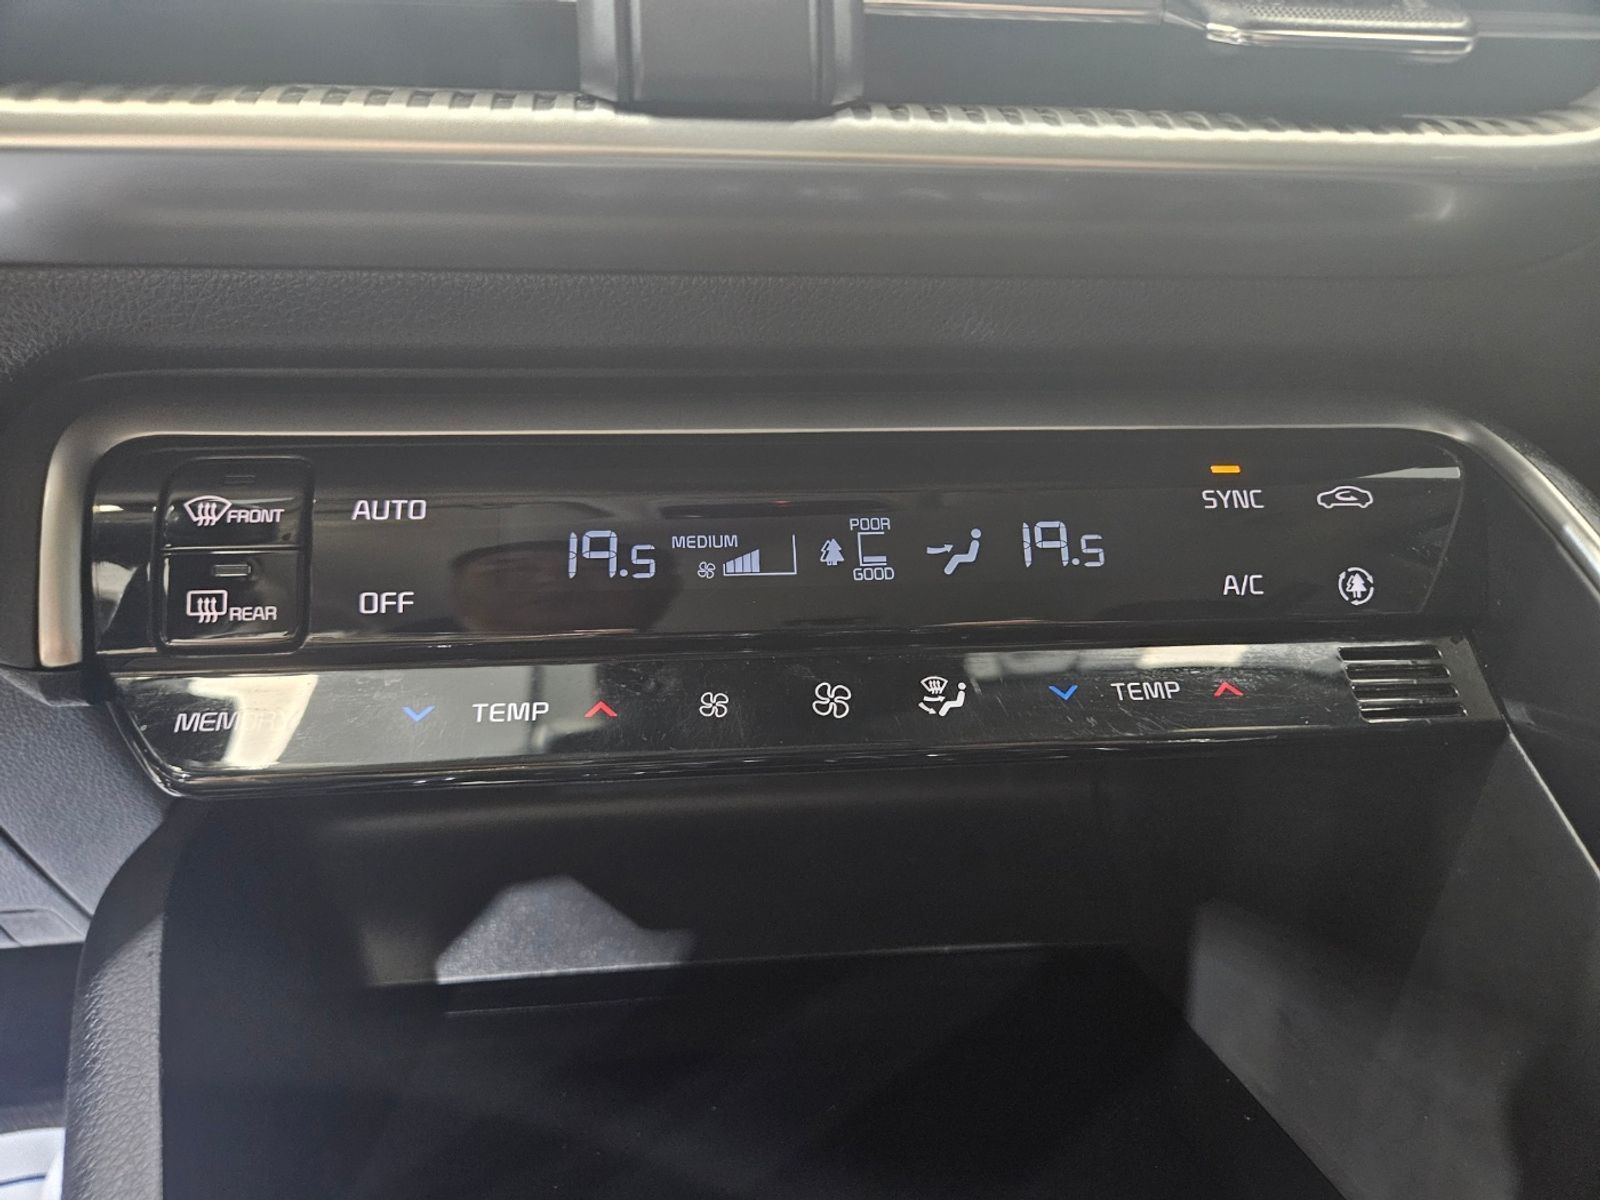 FRONT
AUTO
REAR
OFF
19.5
MEDIUM
POOR
GOOD
19.5
SYNC
A/C
MEMORY
TEMP
TEMP